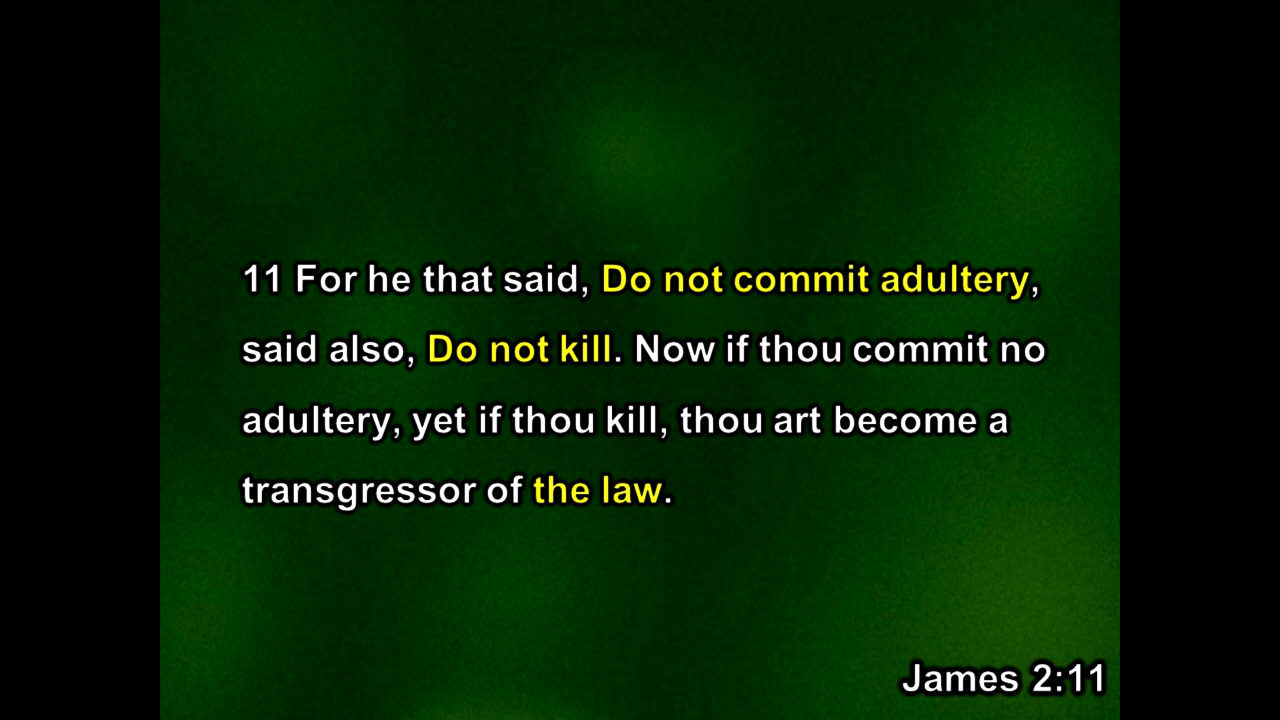 11 For he that said, Do not commit adultery,
said also, Do not kill. Now if thou commit no
adultery, yet if thou kill, thou art become a
transgressor of the law.
James 2:11